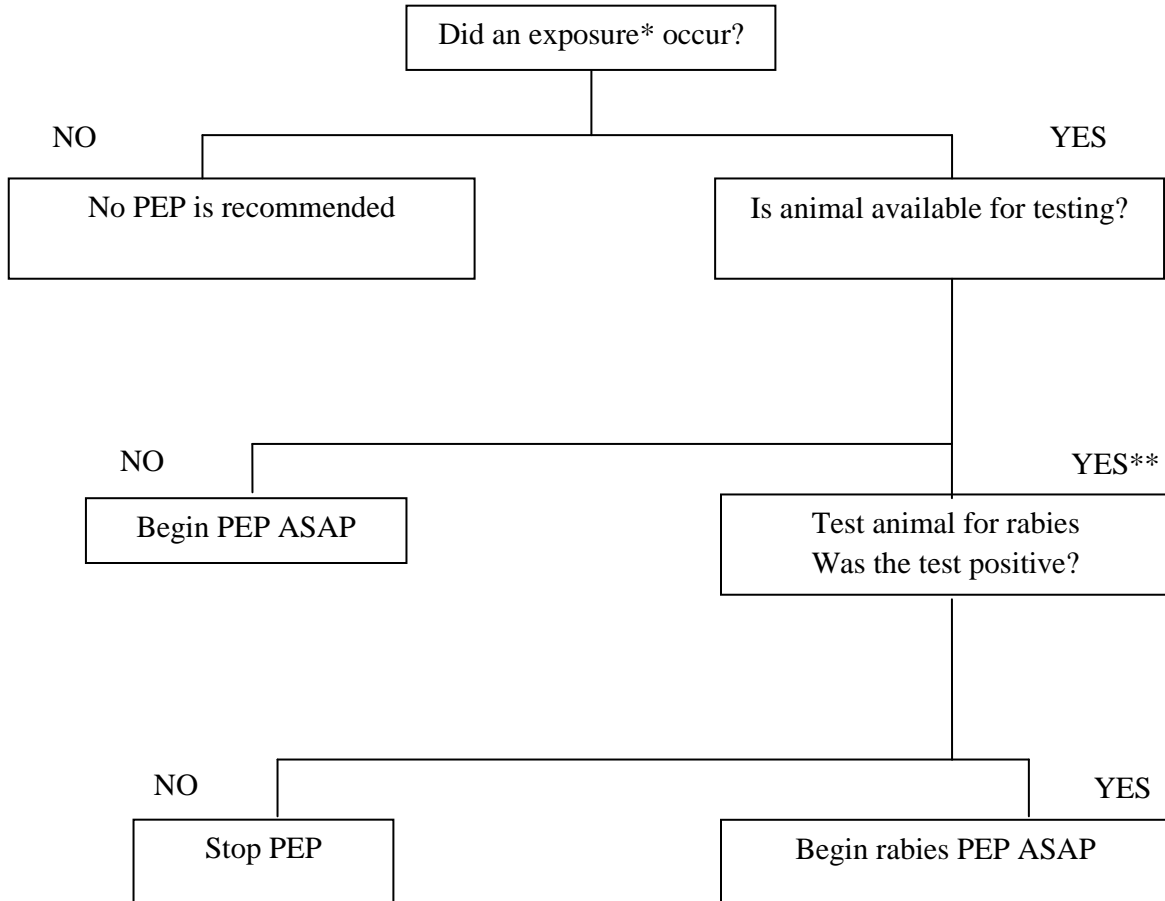 Did an exposure* occur?
NO
YES
No PEP is recommended
Is animal available for testing?
NO
YES**
Begin PEP ASAP
Test animal for rabies
Was the test positive?
NO
YES
Stop PEP
Begin rabies PEP ASAP